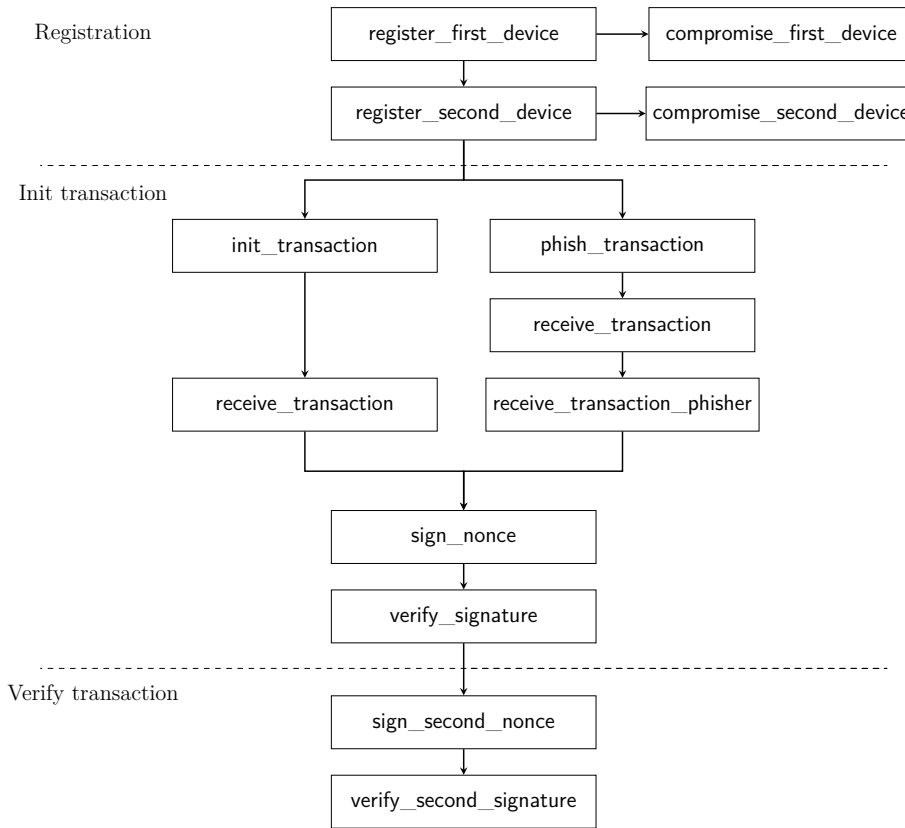 Registration
register_first_device
compromise_first_device
register_second_device
compromise_second_device
Init transaction
init_transaction
phish_transaction
receive_transaction
receive_transaction
receive_transaction_phisher
sign_nonce
verify_signature
Verify transaction
sign_second_nonce
verify_second_signature